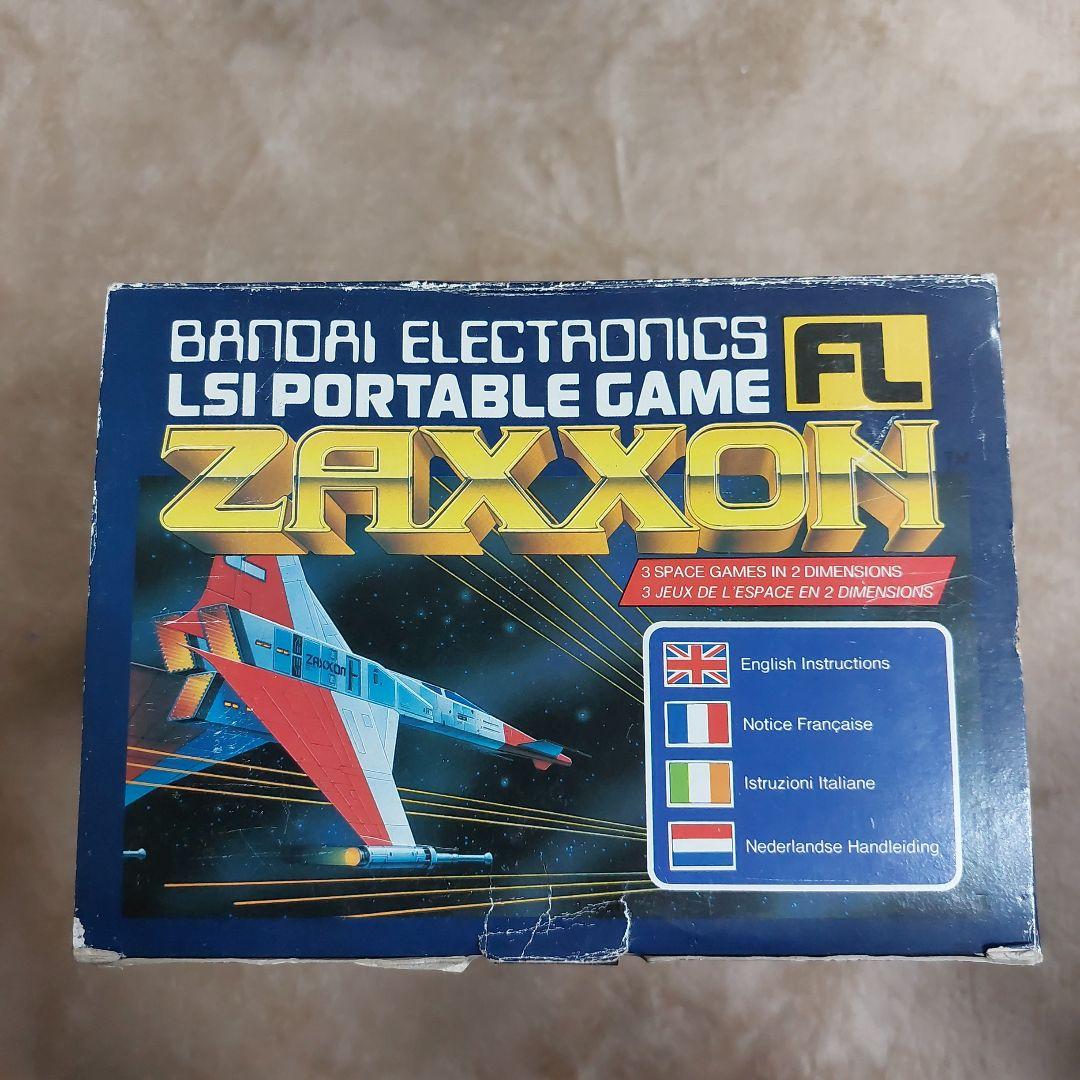 BANDAI ELECTRONICS
LSI PORTABLE GAME
FL
ZAXXON TM
3 SPACE GAMES IN 2 DIMENSIONS
3 JEUX DE L'ESPACE EN 2 DIMENSIONS
ZAXXON
English Instructions
Notice Française
Istruzioni Italiane
Nederlandse Handleiding